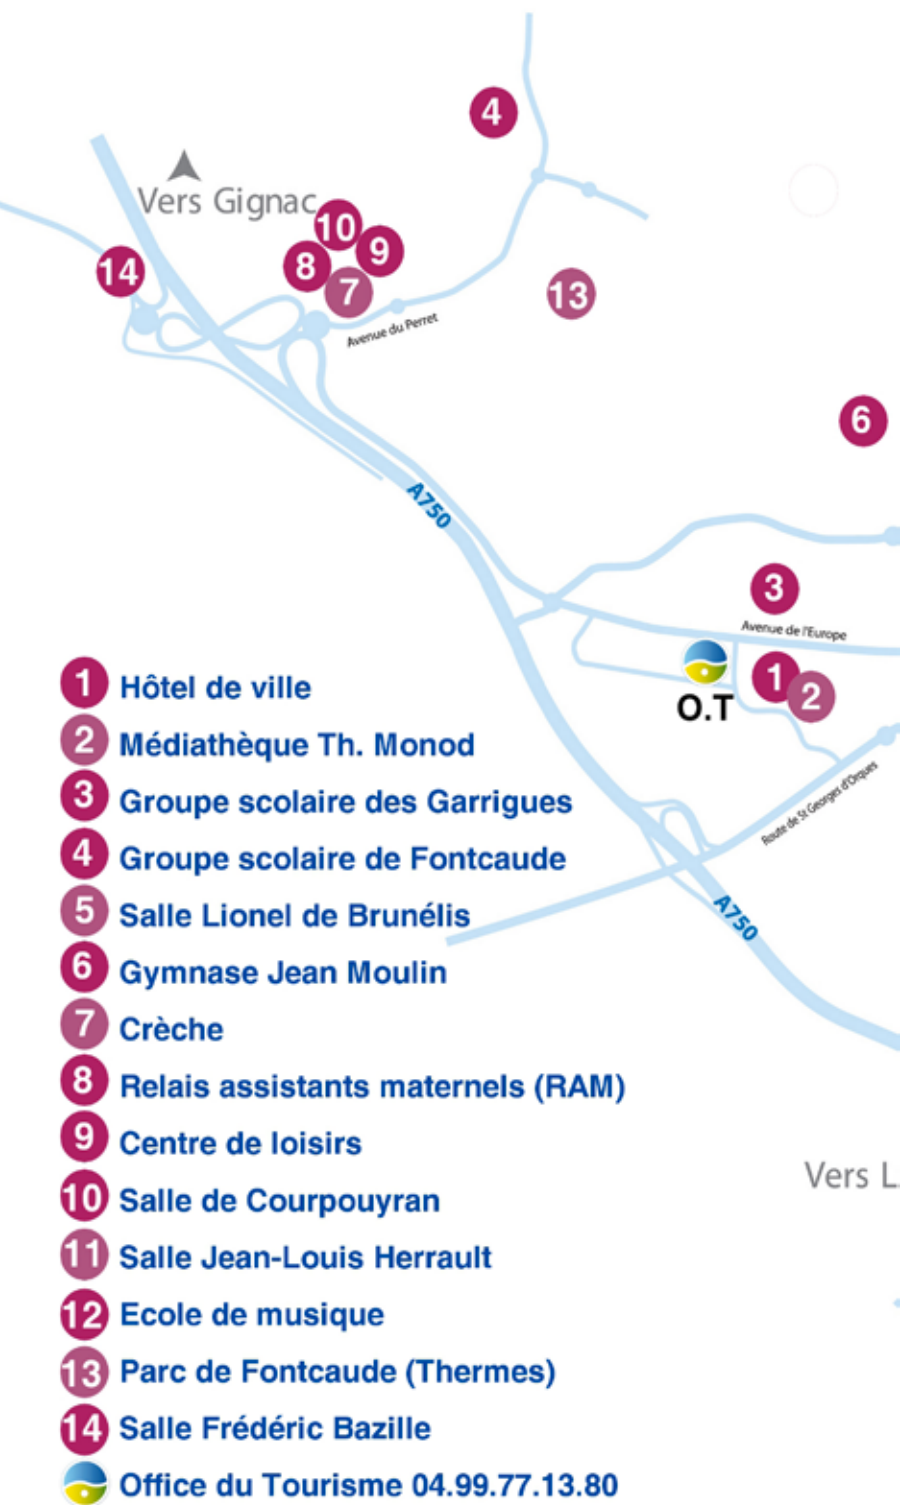 4
Vers Gignac
10
9
8
14
7
13
Avenue du Perret
6
A750
3
Avenue de l'Europe
1
2
O.T
Route de St Georges d'Orques
A750
Vers L
1 Hôtel de ville
2 Médiathèque Th. Monod
3 Groupe scolaire des Garrigues
4 Groupe scolaire de Fontcaude
5 Salle Lionel de Brunélis
6 Gymnase Jean Moulin
7 Crèche
8 Relais assistants maternels (RAM)
9 Centre de loisirs
10 Salle de Courpouyran
11 Salle Jean-Louis Herrault
12 Ecole de musique
13 Parc de Fontcaude (Thermes)
14 Salle Frédéric Bazille
Office du Tourisme 04.99.77.13.80